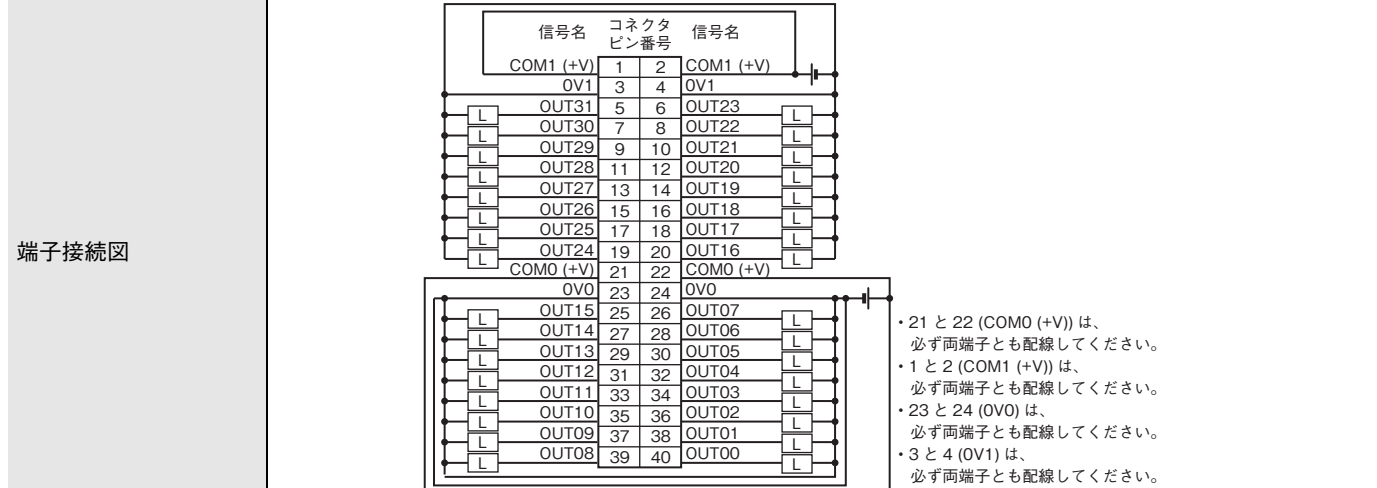 端子接続図
信号名 コネクタ 信号名
ピン番号
COM1 (+V) 1 2 COM1 (+V)
0V1 3 4 0V1
L OUT31 5 6 OUT23 L
L OUT30 7 8 OUT22 L
L OUT29 9 10 OUT21 L
L OUT28 11 12 OUT20 L
L OUT27 13 14 OUT19 L
L OUT26 15 16 OUT18 L
L OUT25 17 18 OUT17 L
L OUT24 19 20 OUT16 L
COM0 (+V) 21 22 COM0 (+V)
0V0 23 24 0V0
L OUT15 25 26 OUT07 L
L OUT14 27 28 OUT06 L
L OUT13 29 30 OUT05 L
L OUT12 31 32 OUT04 L
L OUT11 33 34 OUT03 L
L OUT10 35 36 OUT02 L
L OUT09 37 38 OUT01 L
L OUT08 39 40 OUT00 L
・21 と 22 (COM0 (+V)) は、
必ず両端子とも配線してください。
・1 と 2 (COM1 (+V)) は、
必ず両端子とも配線してください。
・23 と 24 (0V0) は、
必ず両端子とも配線してください。
・3 と 4 (0V1) は、
必ず両端子とも配線してください。